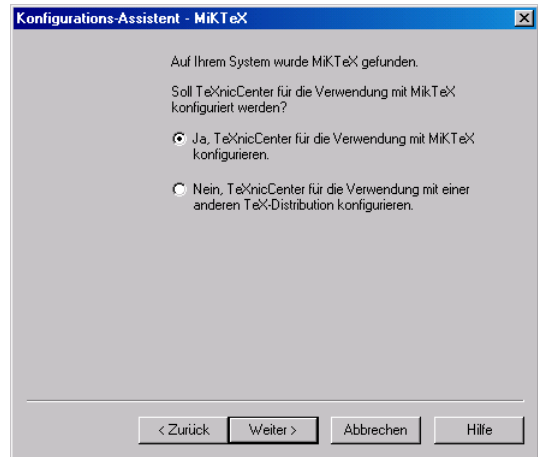 Konfigurations-Assistent - MiKTeX
Auf Ihrem System wurde MiKTeX gefunden.
Soll TeXnicCenter für die Verwendung mit MikTeX
konfiguriert werden?
Ja, TeXnicCenter für die Verwendung mit MiKTeX
konfigurieren.
Nein, TeXnicCenter für die Verwendung mit einer
anderen TeX-Distribution konfigurieren.
< Zurück Weiter > Abbrechen Hilfe